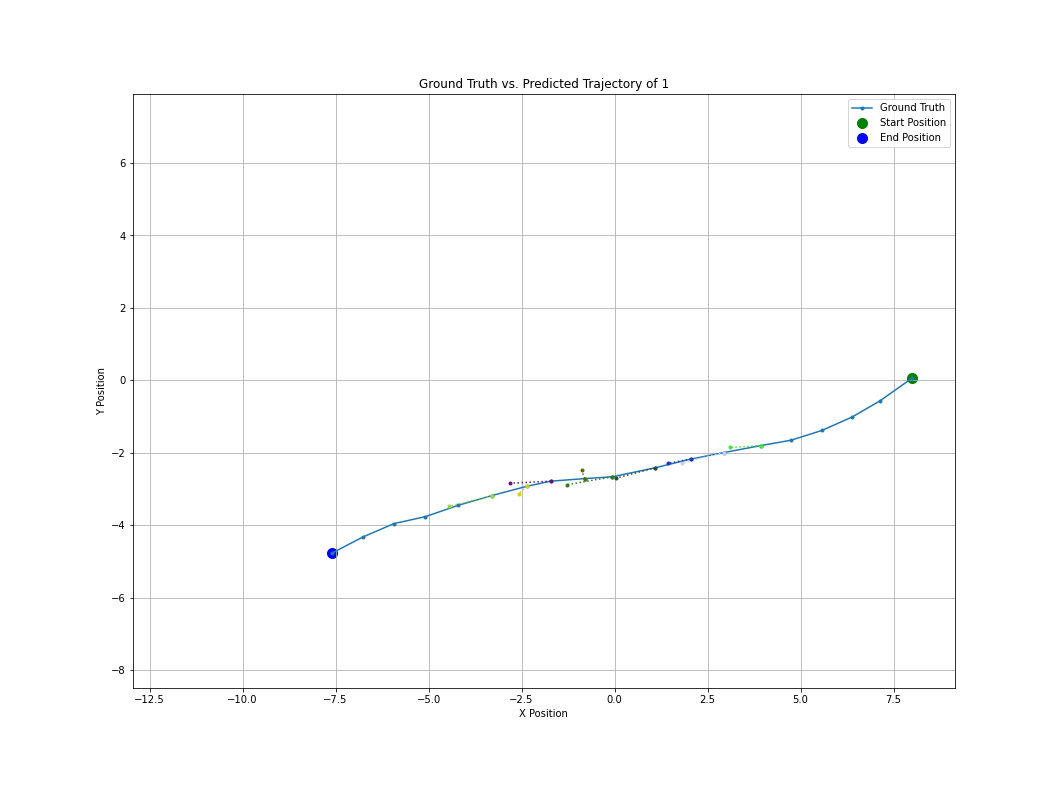 Ground Truth vs. Predicted Trajectory of 1
Ground Truth
Start Position
End Position
6
4
2
0
−2
−4
−6
−8
Y Position
−12.5
−10.0
−7.5
−5.0
−2.5
0.0
2.5
5.0
7.5
X Position